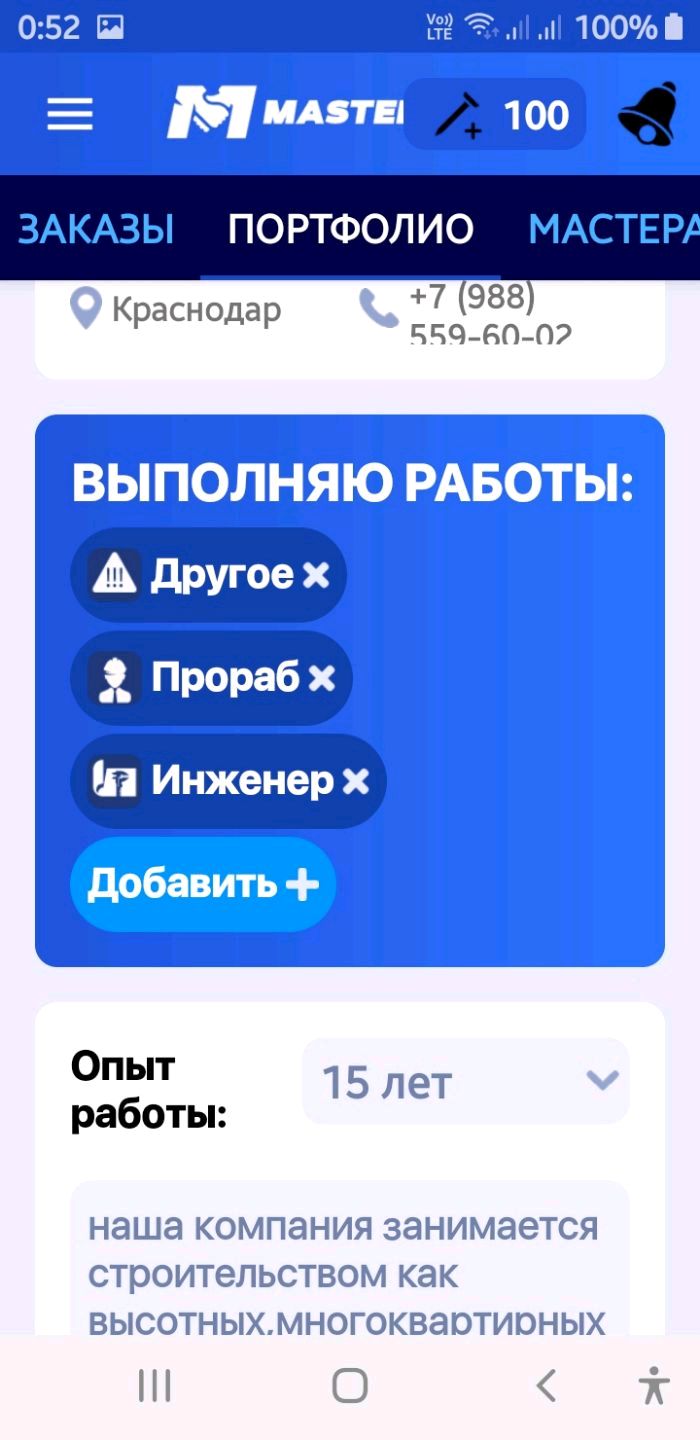 0:52 Vo)) LTE 100%
100
ЗАКАЗЫ ПОРТФОЛИО МАСТЕРА
Краснодар
+7 (988)
559-60-02
ВЫПОЛНЯЮ РАБОТЫ:
Другое
Прораб
Инженер
Добавить
Опыт
работы:
15 лет
наша компания занимается
строительством как
высотных,многоквартирных